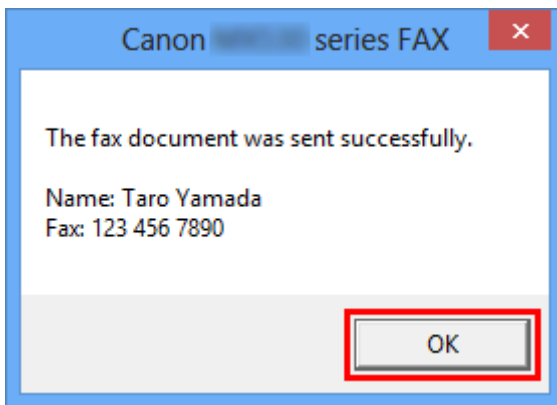 Canon series FAX
The fax document was sent successfully.
Name: Taro Yamada
Fax: 123 456 7890
OK